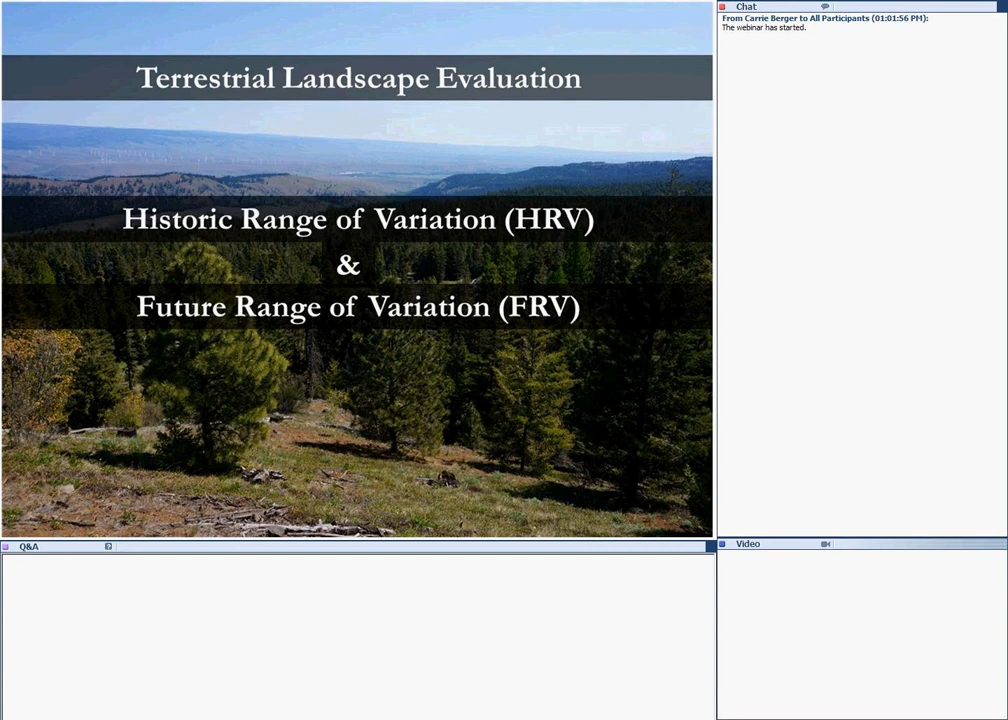 Terrestrial Landscape Evaluation
Historic Range of Variation (HRV)
&
Future Range of Variation (FRV)
Chat
From Carrie Berger to All Participants (01:01:56 PM):
The webinar has started.
Q&A
Video